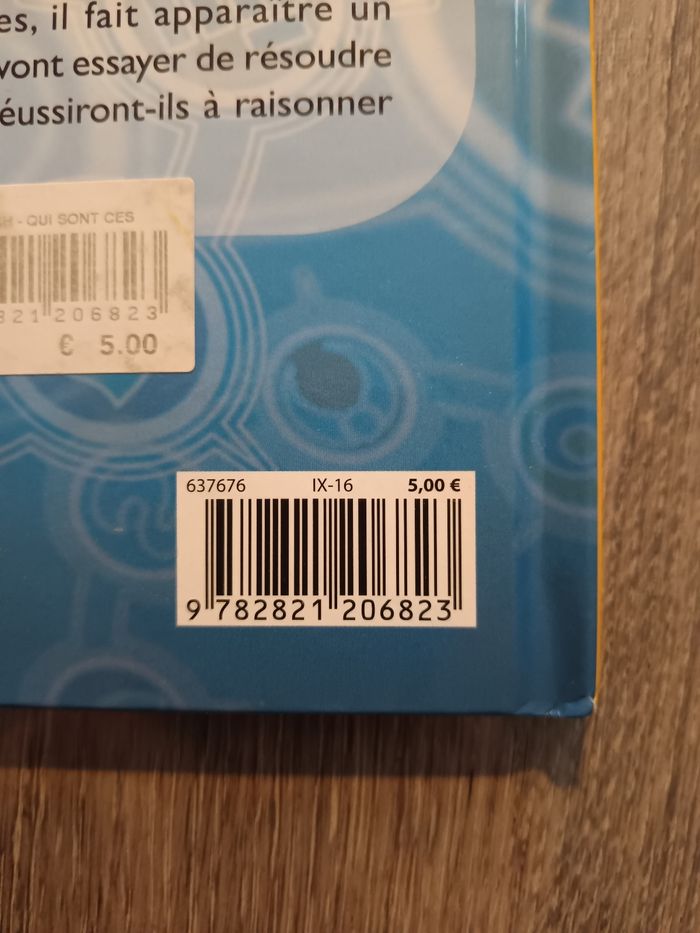 es, il fait apparaître un
vont essayer de résoudre
éussiront-ils à raisonner
- QUI SONT CES
821 206823
€ 5.00
637676 IX-16 5,00 €
9 782821 206823